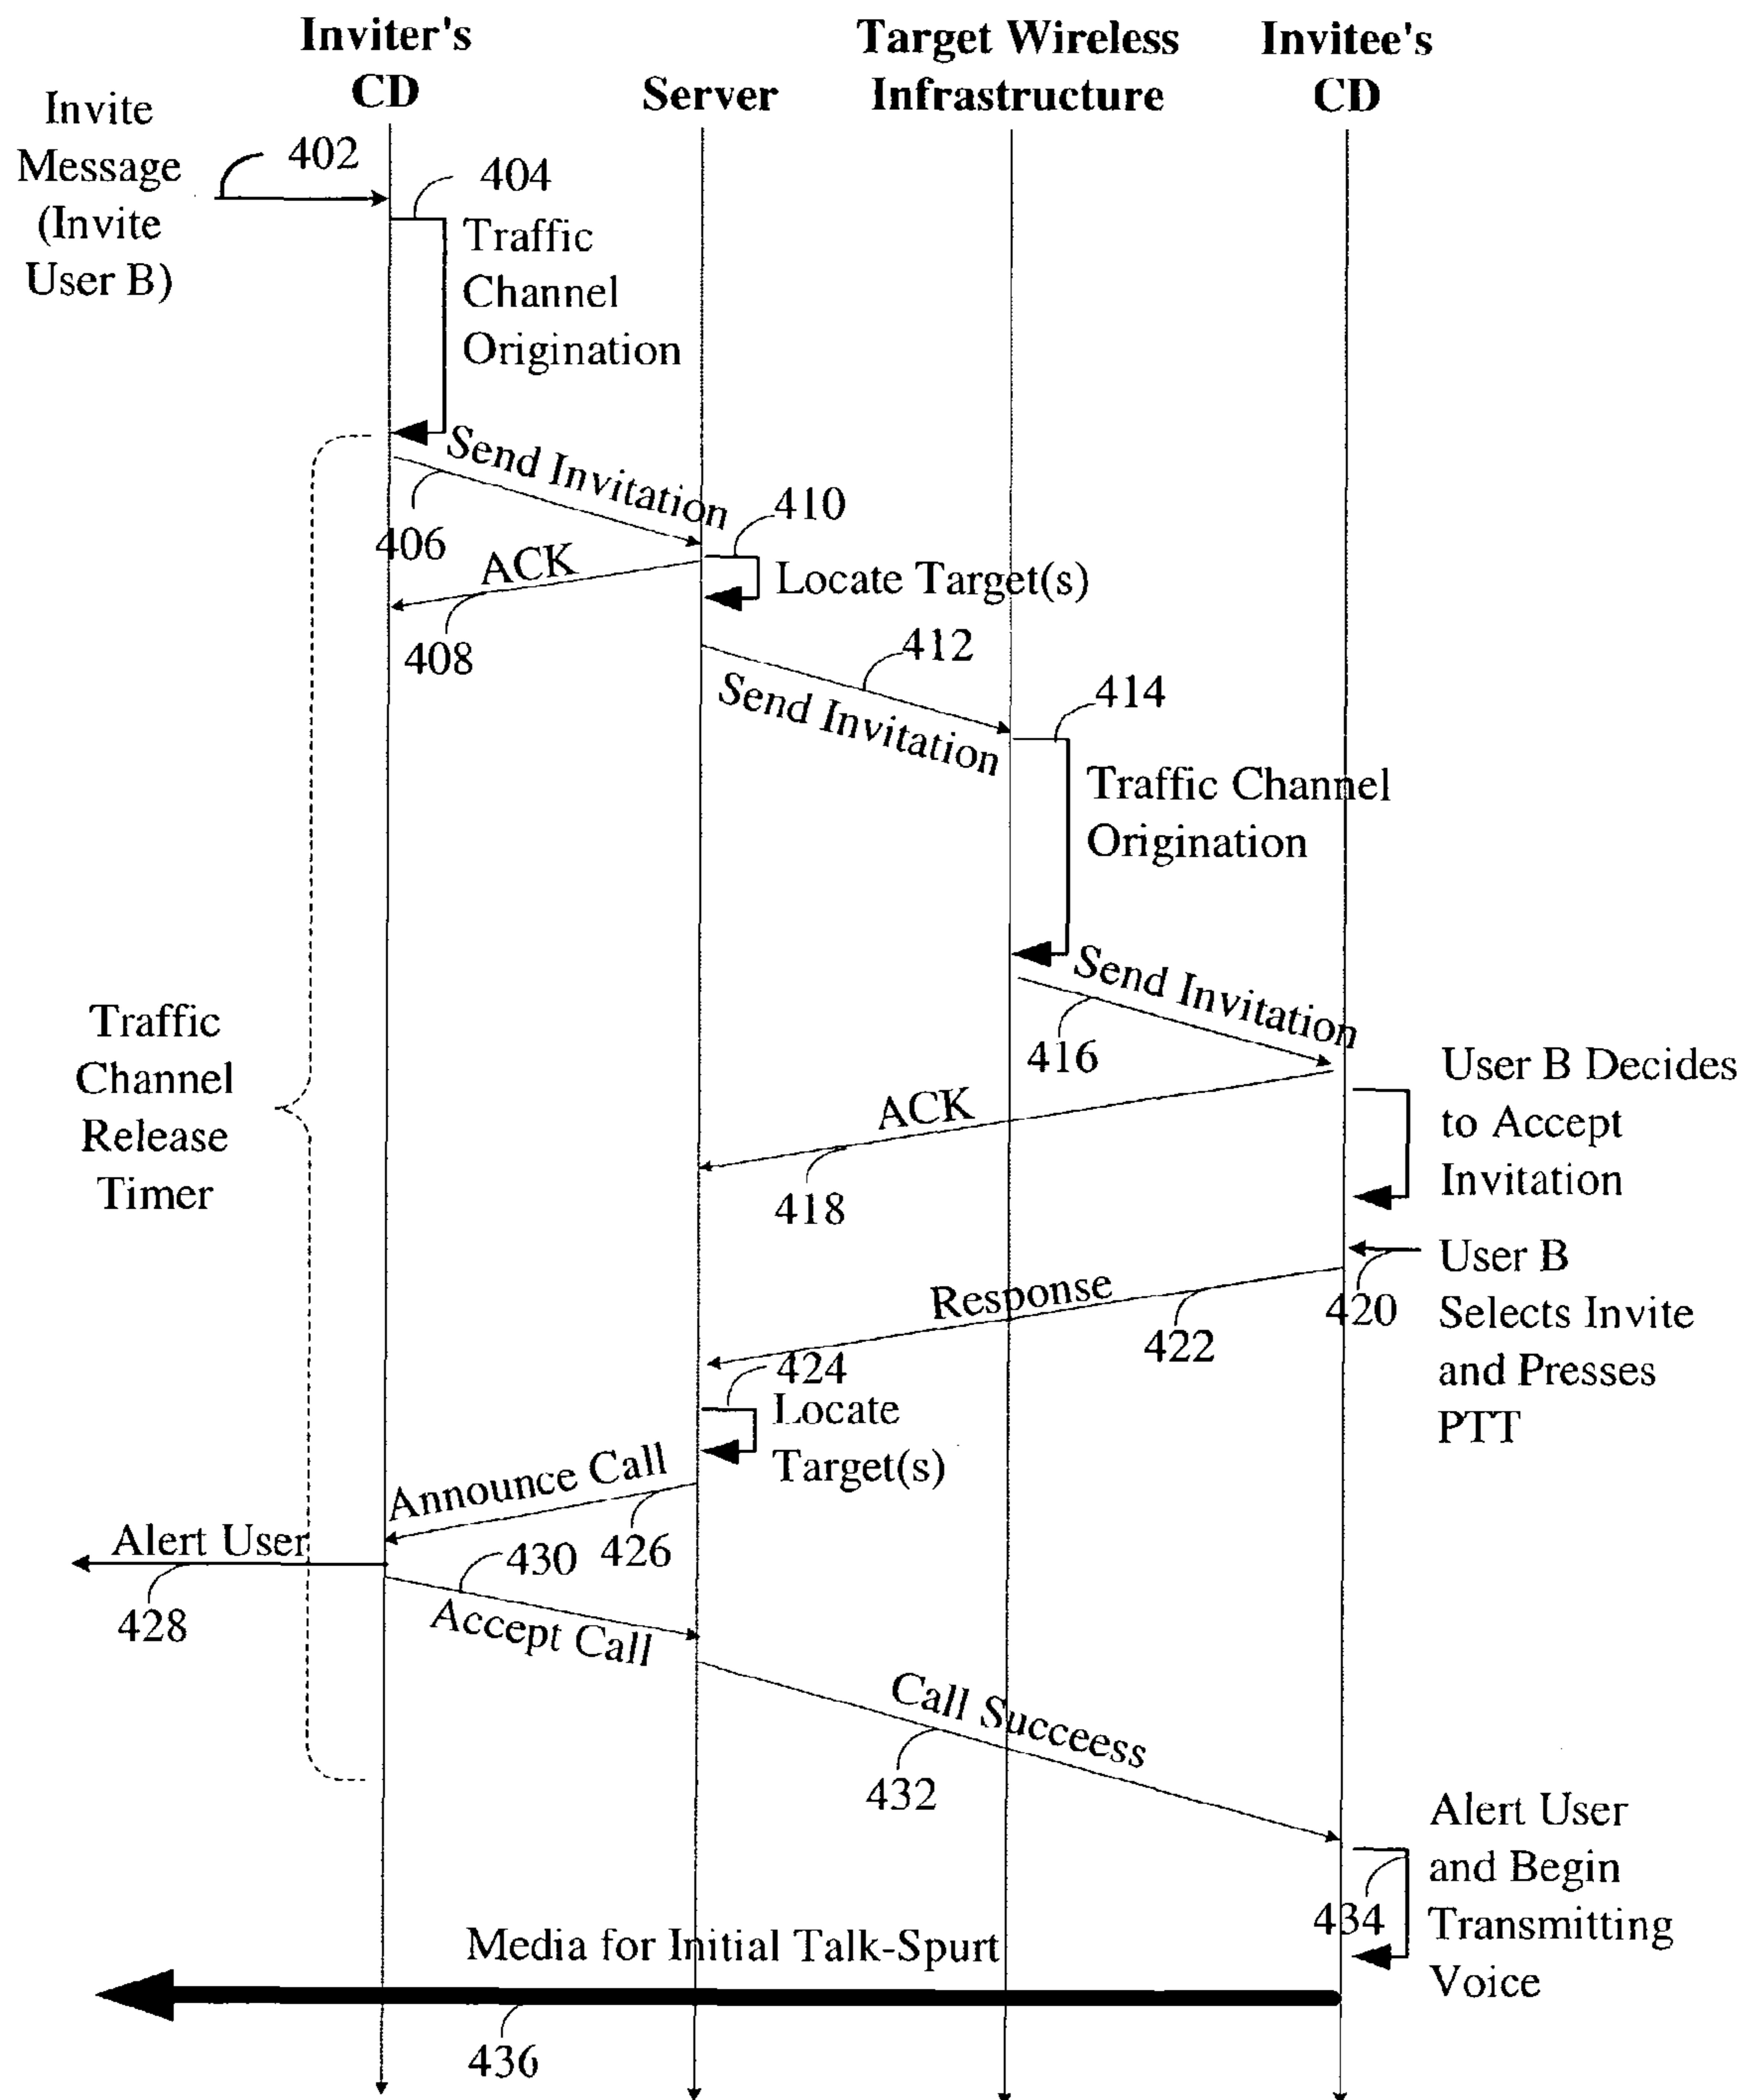 Inviter's
CD
Server
Target Wireless
Infrastructure
Invitee's
CD
Invite
Message
(Invite
User B)
402
404
Traffic
Channel
Origination
Send Invitation
406
410
ACK
Locate Target(s)
408
412
Send Invitation
414
Traffic Channel
Origination
Send Invitation
416
Traffic
Channel
Release
Timer
User B Decides
to Accept
Invitation
ACK
418
User B
Selects Invite
and Presses
PTT
420
Response
422
424
Locate
Target(s)
Announce Call
426
Alert User
428
430
Accept Call
Call Succeess
432
Alert User
and Begin
Transmitting
Voice
434
Media for Initial Talk-Spurt
436